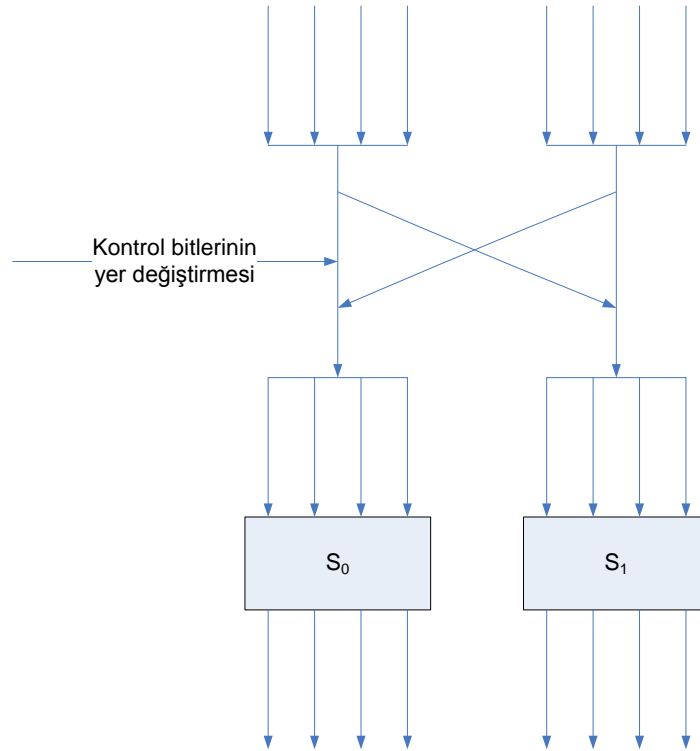 Kontrol bitlerinin
yer değiştirmesi
S₀
S₁